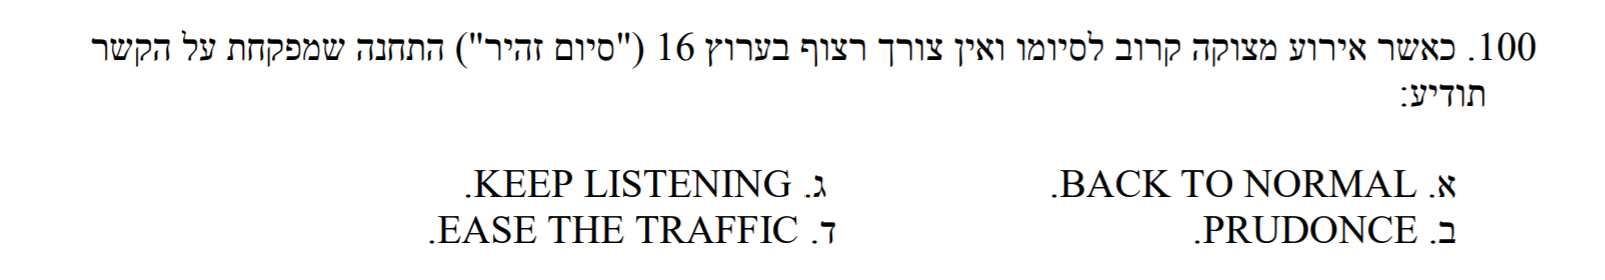 100. כאשר אירוע מצוקה קרוב לסיומו ואין צורך רצוף בערוץ 16 ("סיום זהיר") התחנה שמפקחת על הקשר
תודיע:
א. BACK TO NORMAL. ג. KEEP LISTENING.
ב. PRUDONCE. ד. EASE THE TRAFFIC.